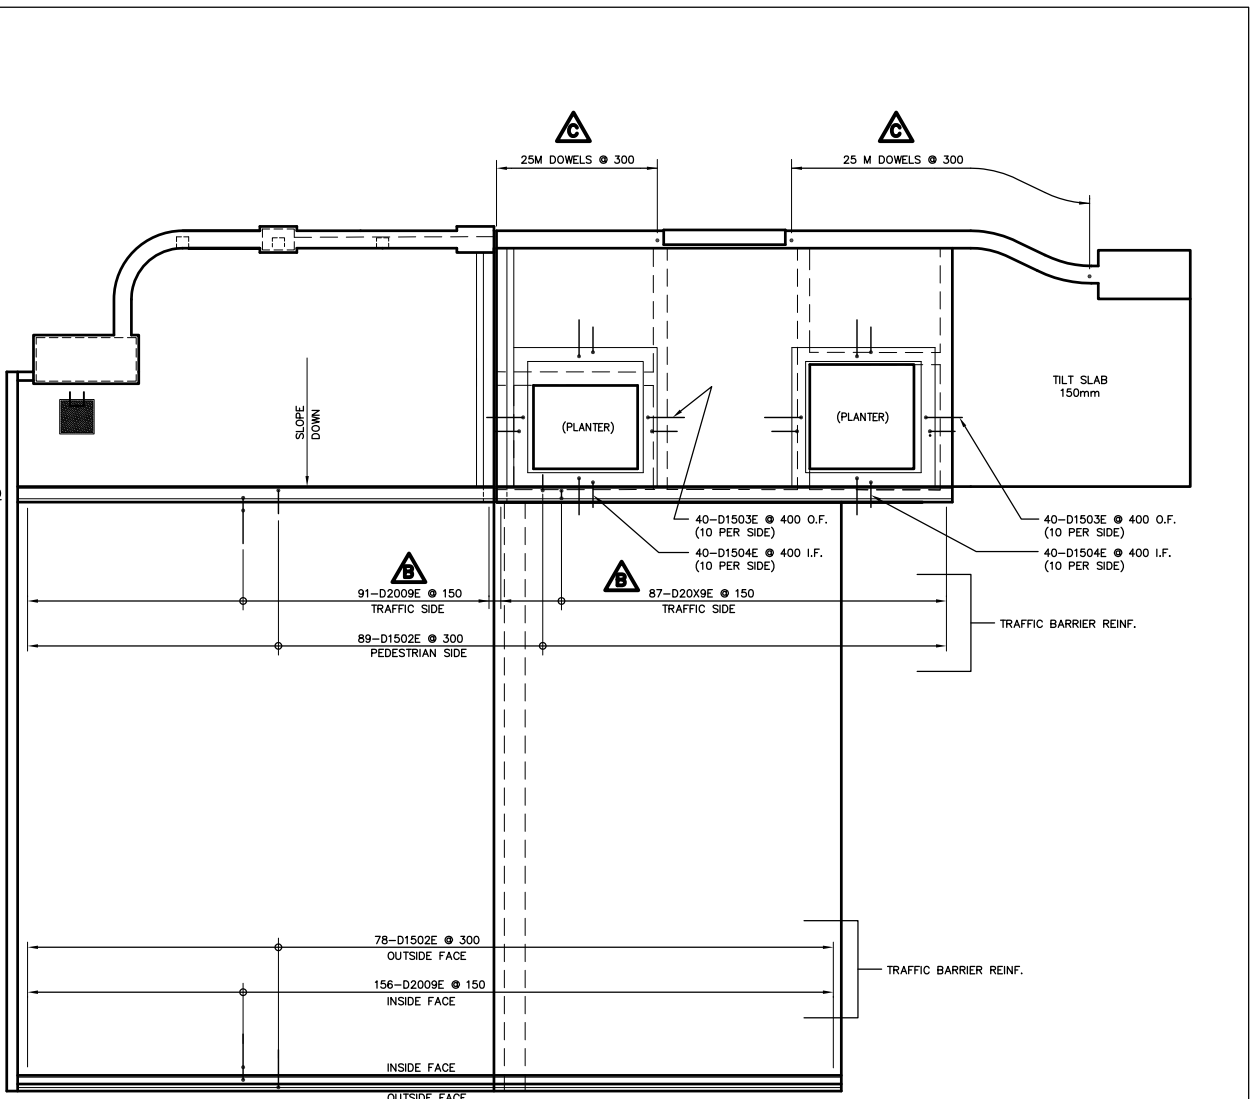 C
C
25M DOWELS @ 300
25 M DOWELS @ 300
TILT SLAB
150mm
SLOPE
DOWN
(PLANTER)
(PLANTER)
40-D1503E @ 400 O.F.
(10 PER SIDE)
40-D1503E @ 400 O.F.
(10 PER SIDE)
40-D1504E @ 400 I.F.
(10 PER SIDE)
40-D1504E @ 400 I.F.
(10 PER SIDE)
B
B
91-D2009E @ 150
TRAFFIC SIDE
87-D20X9E @ 150
TRAFFIC SIDE
TRAFFIC BARRIER REINF.
89-D1502E @ 300
PEDESTRIAN SIDE
78-D1502E @ 300
OUTSIDE FACE
TRAFFIC BARRIER REINF.
156-D2009E @ 150
INSIDE FACE
INSIDE FACE
OUTSIDE FACE